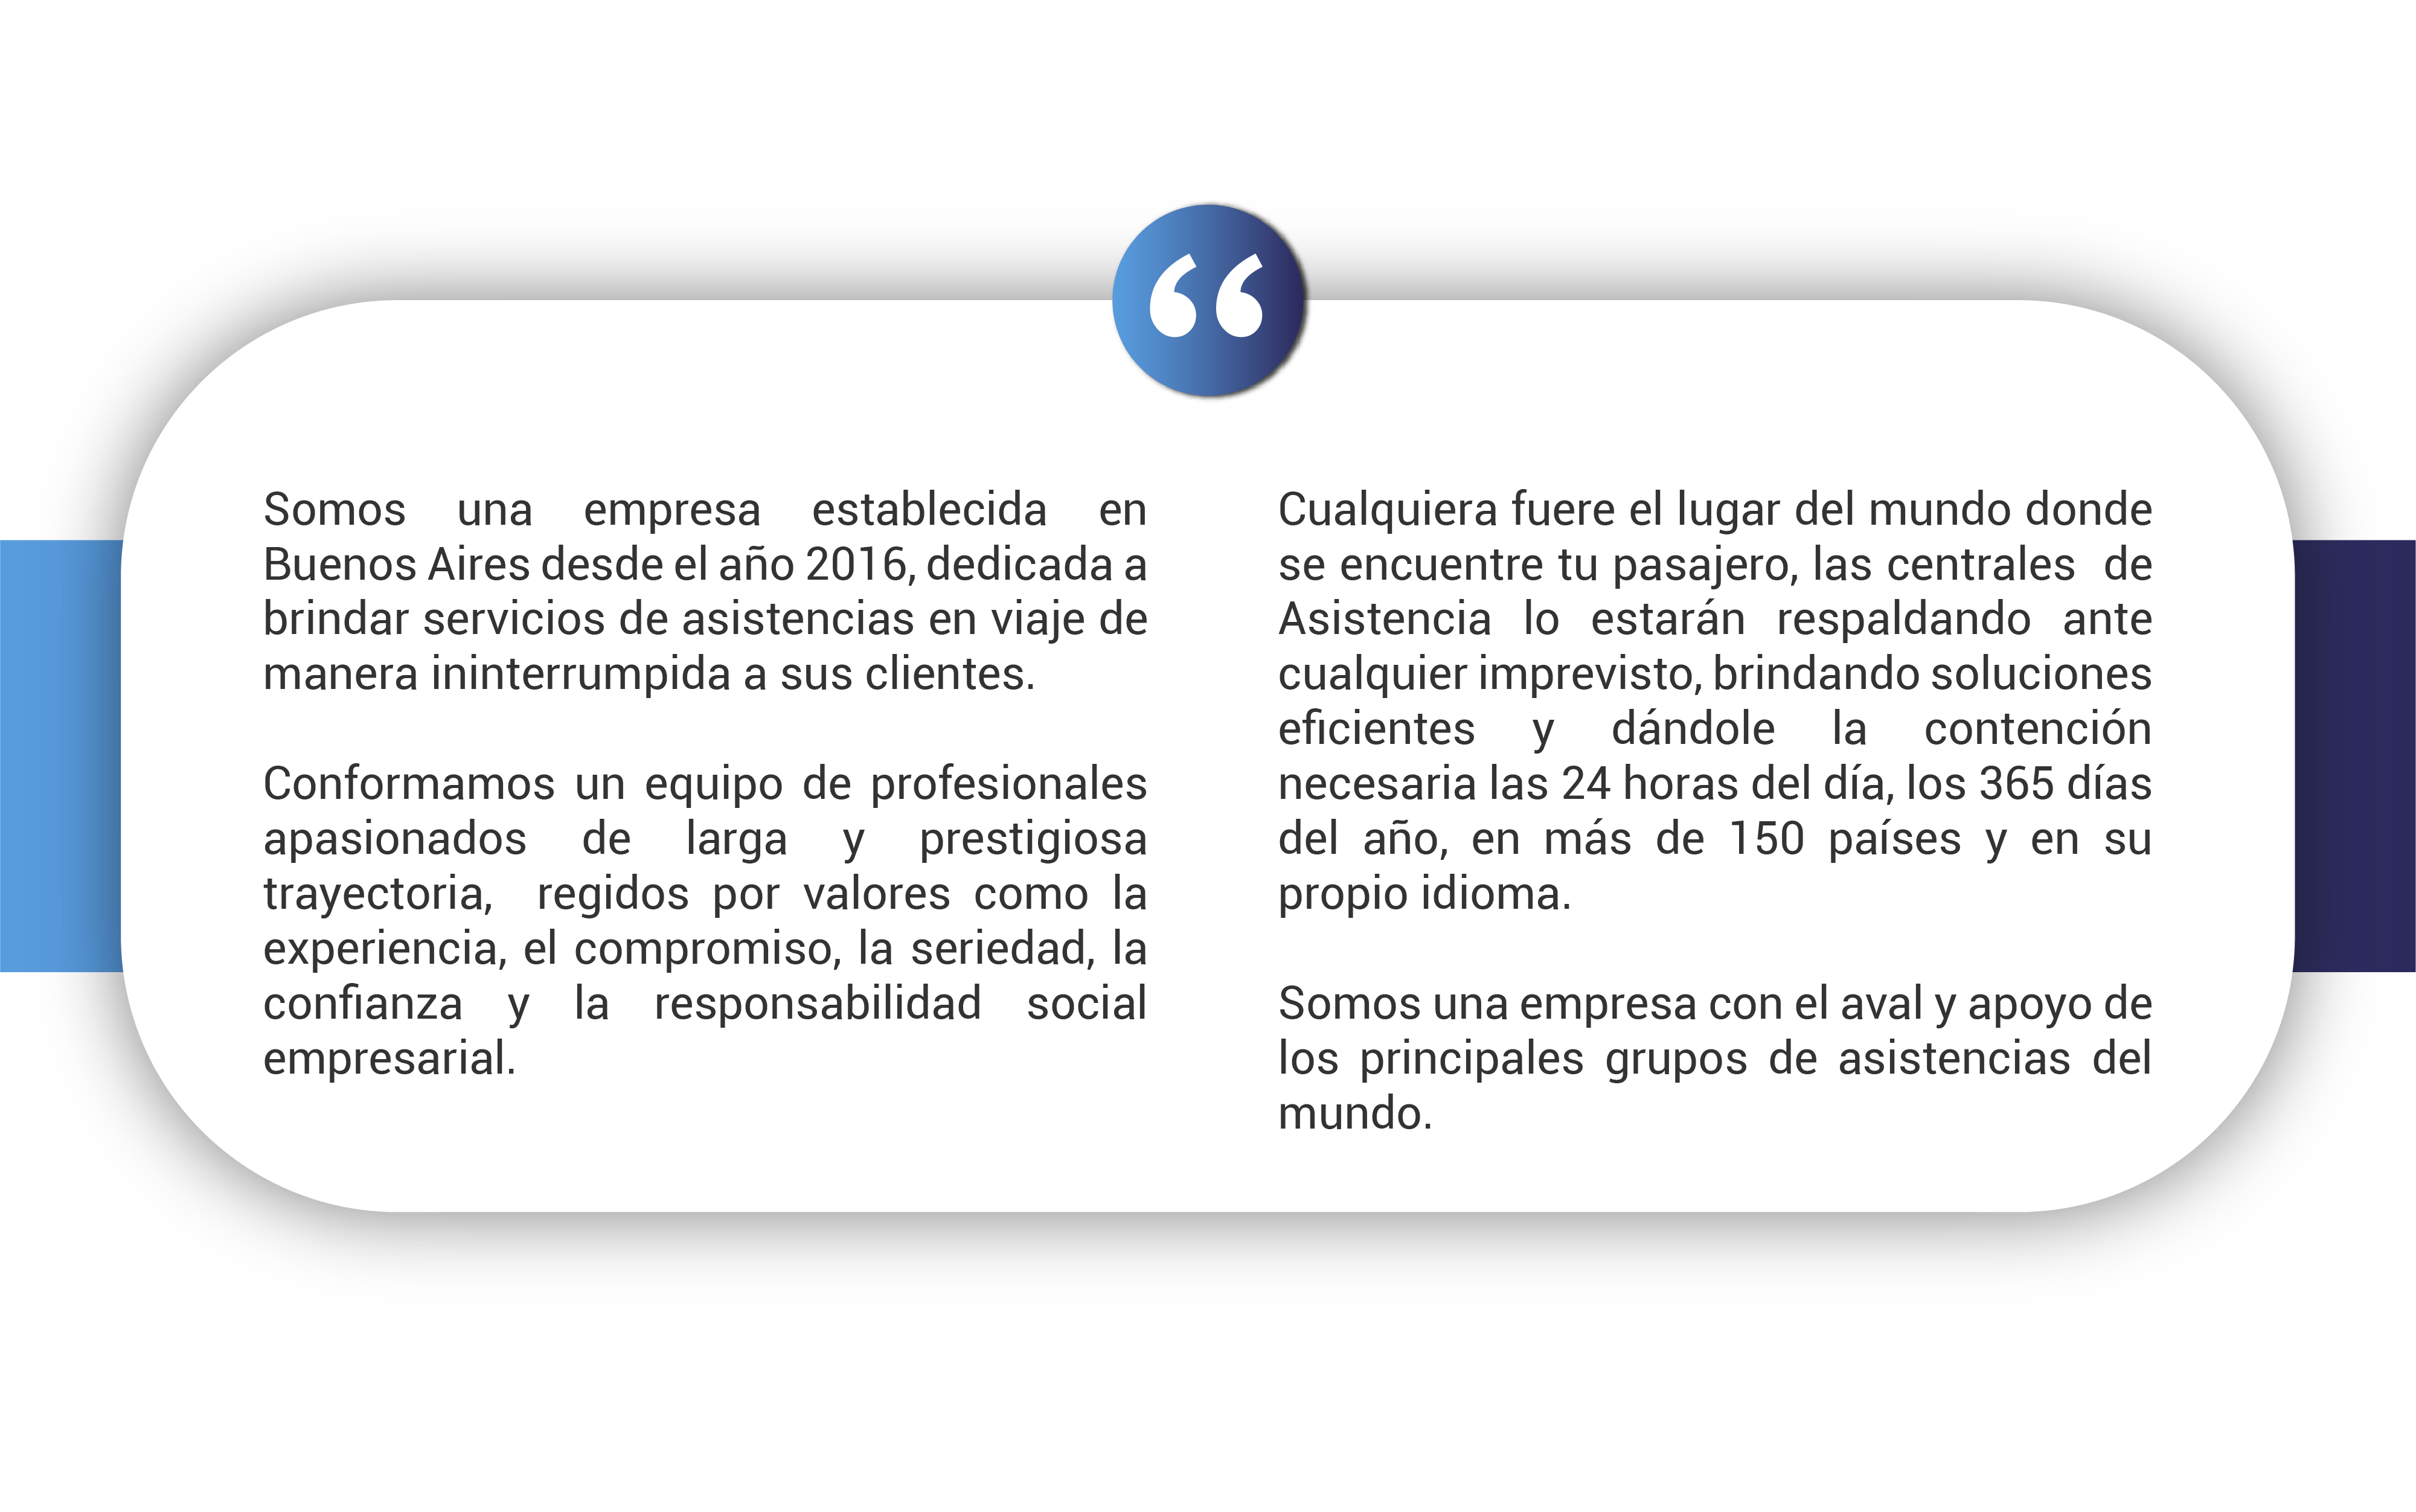 “
Somos una empresa establecida en
Buenos Aires desde el año 2016, dedicada a
brindar servicios de asistencias en viaje de
manera ininterrumpida a sus clientes.
Conformamos un equipo de profesionales
apasionados de larga y prestigiosa
trayectoria, regidos por valores como la
experiencia, el compromiso, la seriedad, la
confianza y la responsabilidad social
empresarial.
Cualquiera fuere el lugar del mundo donde
se encuentre tu pasajero, las centrales de
Asistencia lo estarán respaldando ante
cualquier imprevisto, brindando soluciones
eficientes y dándole la contención
necesaria las 24 horas del día, los 365 días
del año, en más de 150 países y en su
propio idioma.
Somos una empresa con el aval y apoyo de
los principales grupos de asistencias del
mundo.